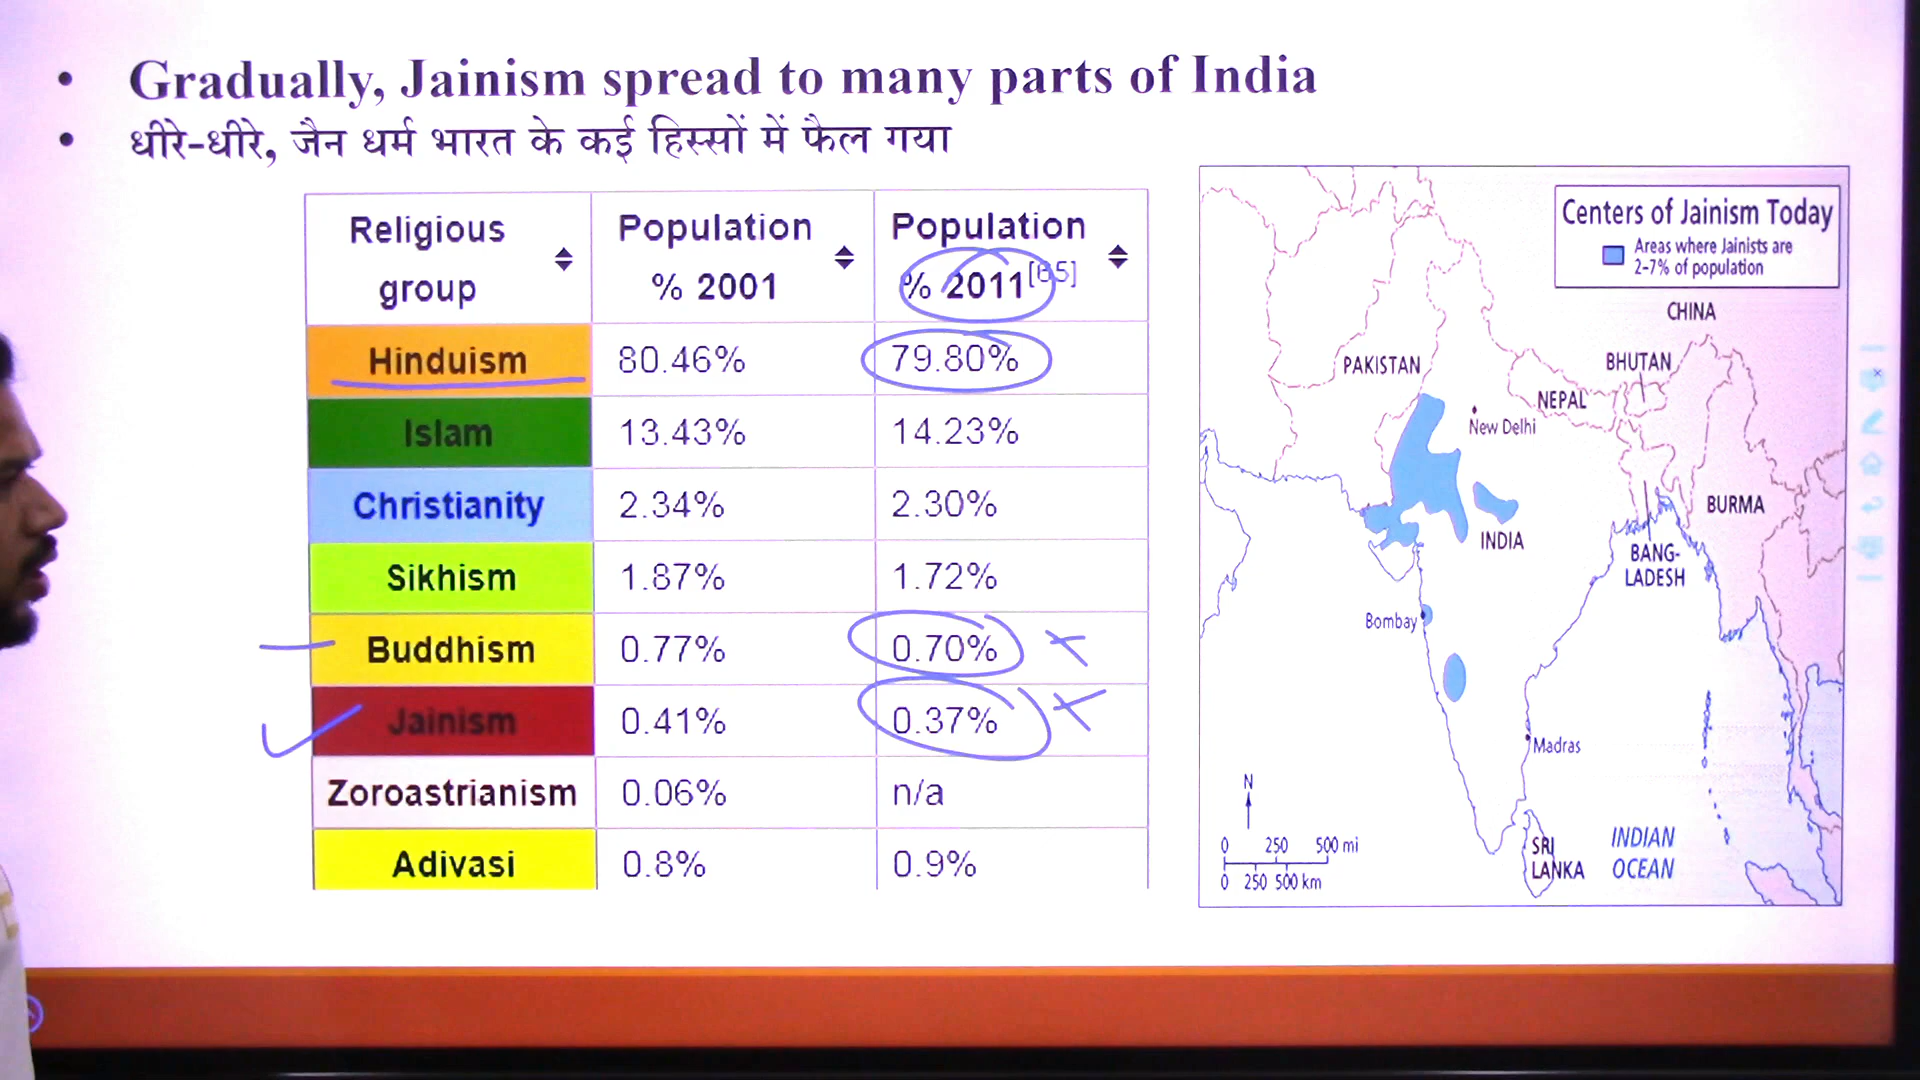 • Gradually, Jainism spread to many parts of India
• धीरे-धीरे, जैन धर्म भारत के कई हिस्सों में फैल गया
Religious group Population % 2001 Population % 2011[65]
Hinduism 80.46% 79.80%
Islam 13.43% 14.23%
Christianity 2.34% 2.30%
Sikhism 1.87% 1.72%
Buddhism 0.77% 0.70%
Jainism 0.41% 0.37%
Zoroastrianism 0.06% n/a
Adivasi 0.8% 0.9%
Centers of Jainism Today
Areas where Jainists are
2-7% of population
CHINA
PAKISTAN
BHUTAN
NEPAL
New Delhi
BURMA
INDIA
BANG-
LADESH
Bombay
Madras
N
0 250 500 mi
0 250 500 km
SRI
LANKA
INDIAN
OCEAN